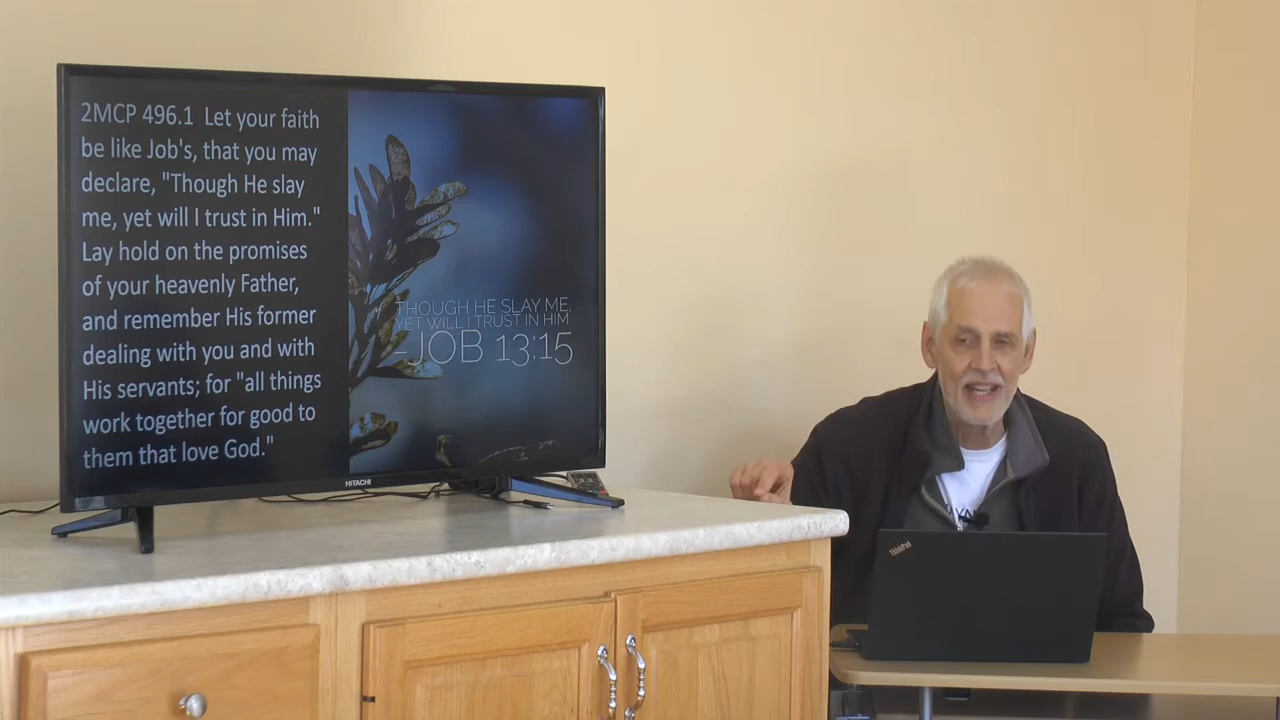 2MCP 496.1  Let your faith
be like Job's, that you may
declare, "Though He slay
me, yet will I trust in Him."
Lay hold on the promises
of your heavenly Father,
and remember His former
dealing with you and with
His servants; for "all things
work together for good to
them that love God."
THOUGH HE SLAY ME,
YET WILL I TRUST IN HIM.
-JOB 13:15
HITACHI
ThinkPad